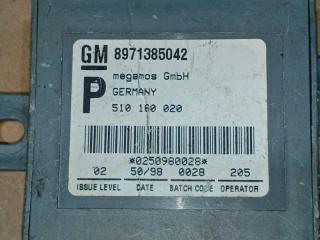 GM 8971385042
P megamos GmbH
GERMANY
510 160 020
*0250980028*
02 50/98 0028 205
ISSUE LEVEL DATE BATCH CODE OPERATOR